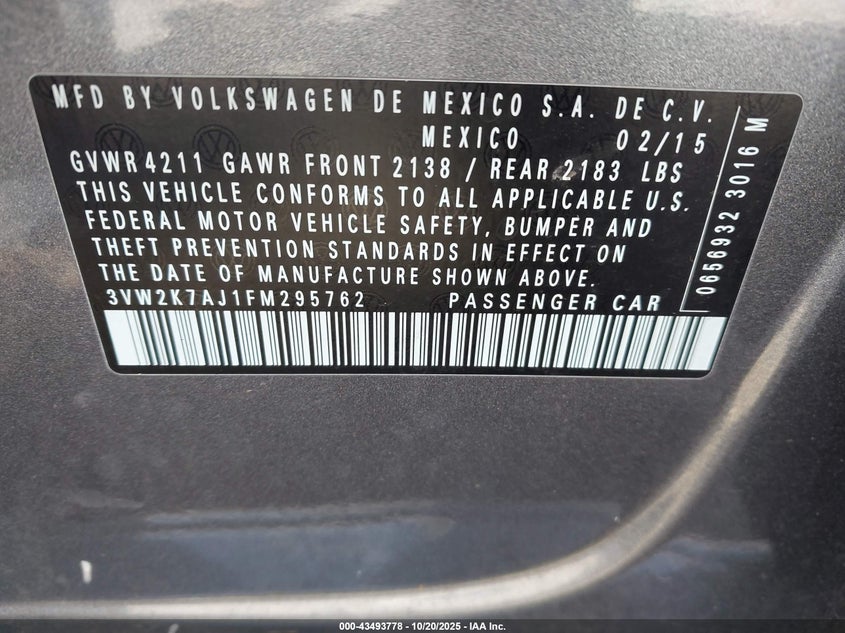 MFD BY VOLKSWAGEN DE MEXICO S.A. DE C.V.
MEXICO 02/15
GVWR 4211 GAWR FRONT 2138 / REAR 2183 LBS
THIS VEHICLE CONFORMS TO ALL APPLICABLE U.S.
FEDERAL MOTOR VEHICLE SAFETY, BUMPER AND
THEFT PREVENTION STANDARDS IN EFFECT ON
THE DATE OF MANUFACTURE SHOWN ABOVE.
3VW2K7AJ1FM295762 PASSENGER CAR
0656932 3016 M
000-43493778 - 10/20/2025 - IAA Inc.